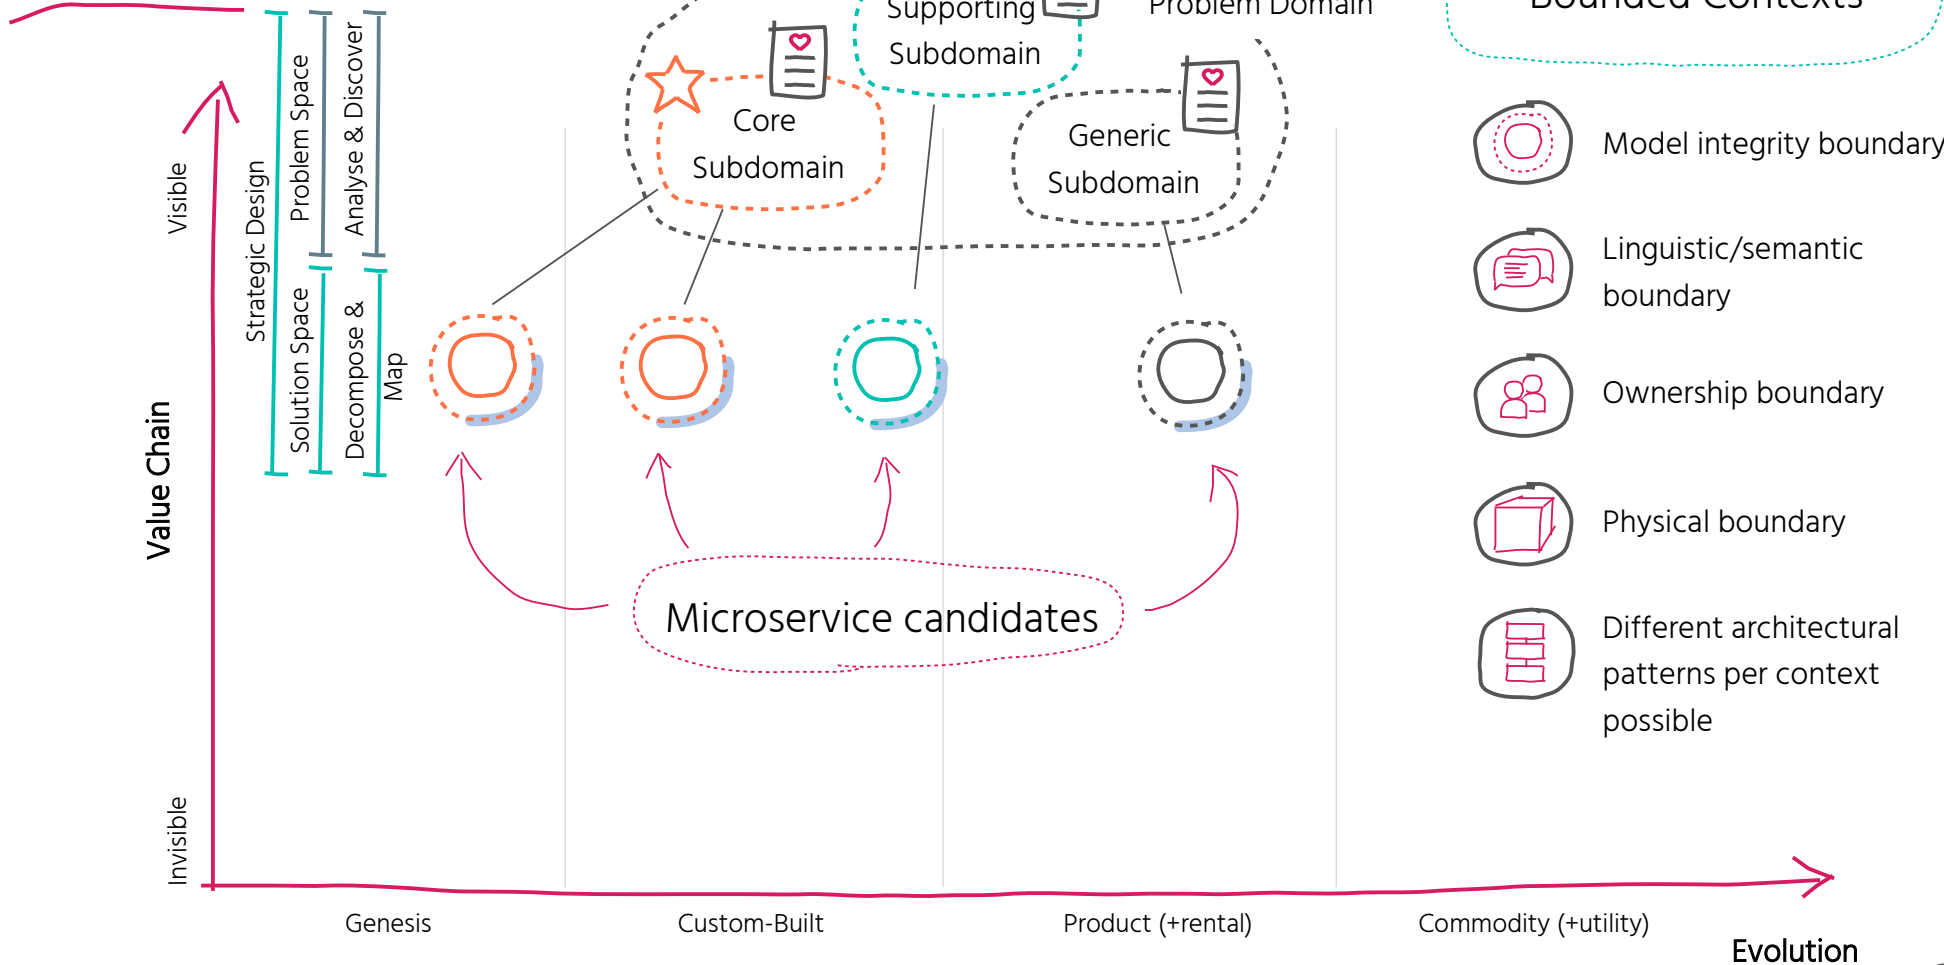 Supporting
Subdomain
Problem Domain
Bounded Contexts
Core
Subdomain
Generic
Subdomain
Visible
Value Chain
Invisible
Strategic Design
Problem Space
Solution Space
Analyse & Discover
Decompose &
Map
Microservice candidates
Model integrity boundary
Linguistic/semantic
boundary
Ownership boundary
Physical boundary
Different architectural
patterns per context
possible
Genesis
Custom-Built
Product (+rental)
Commodity (+utility)
Evolution